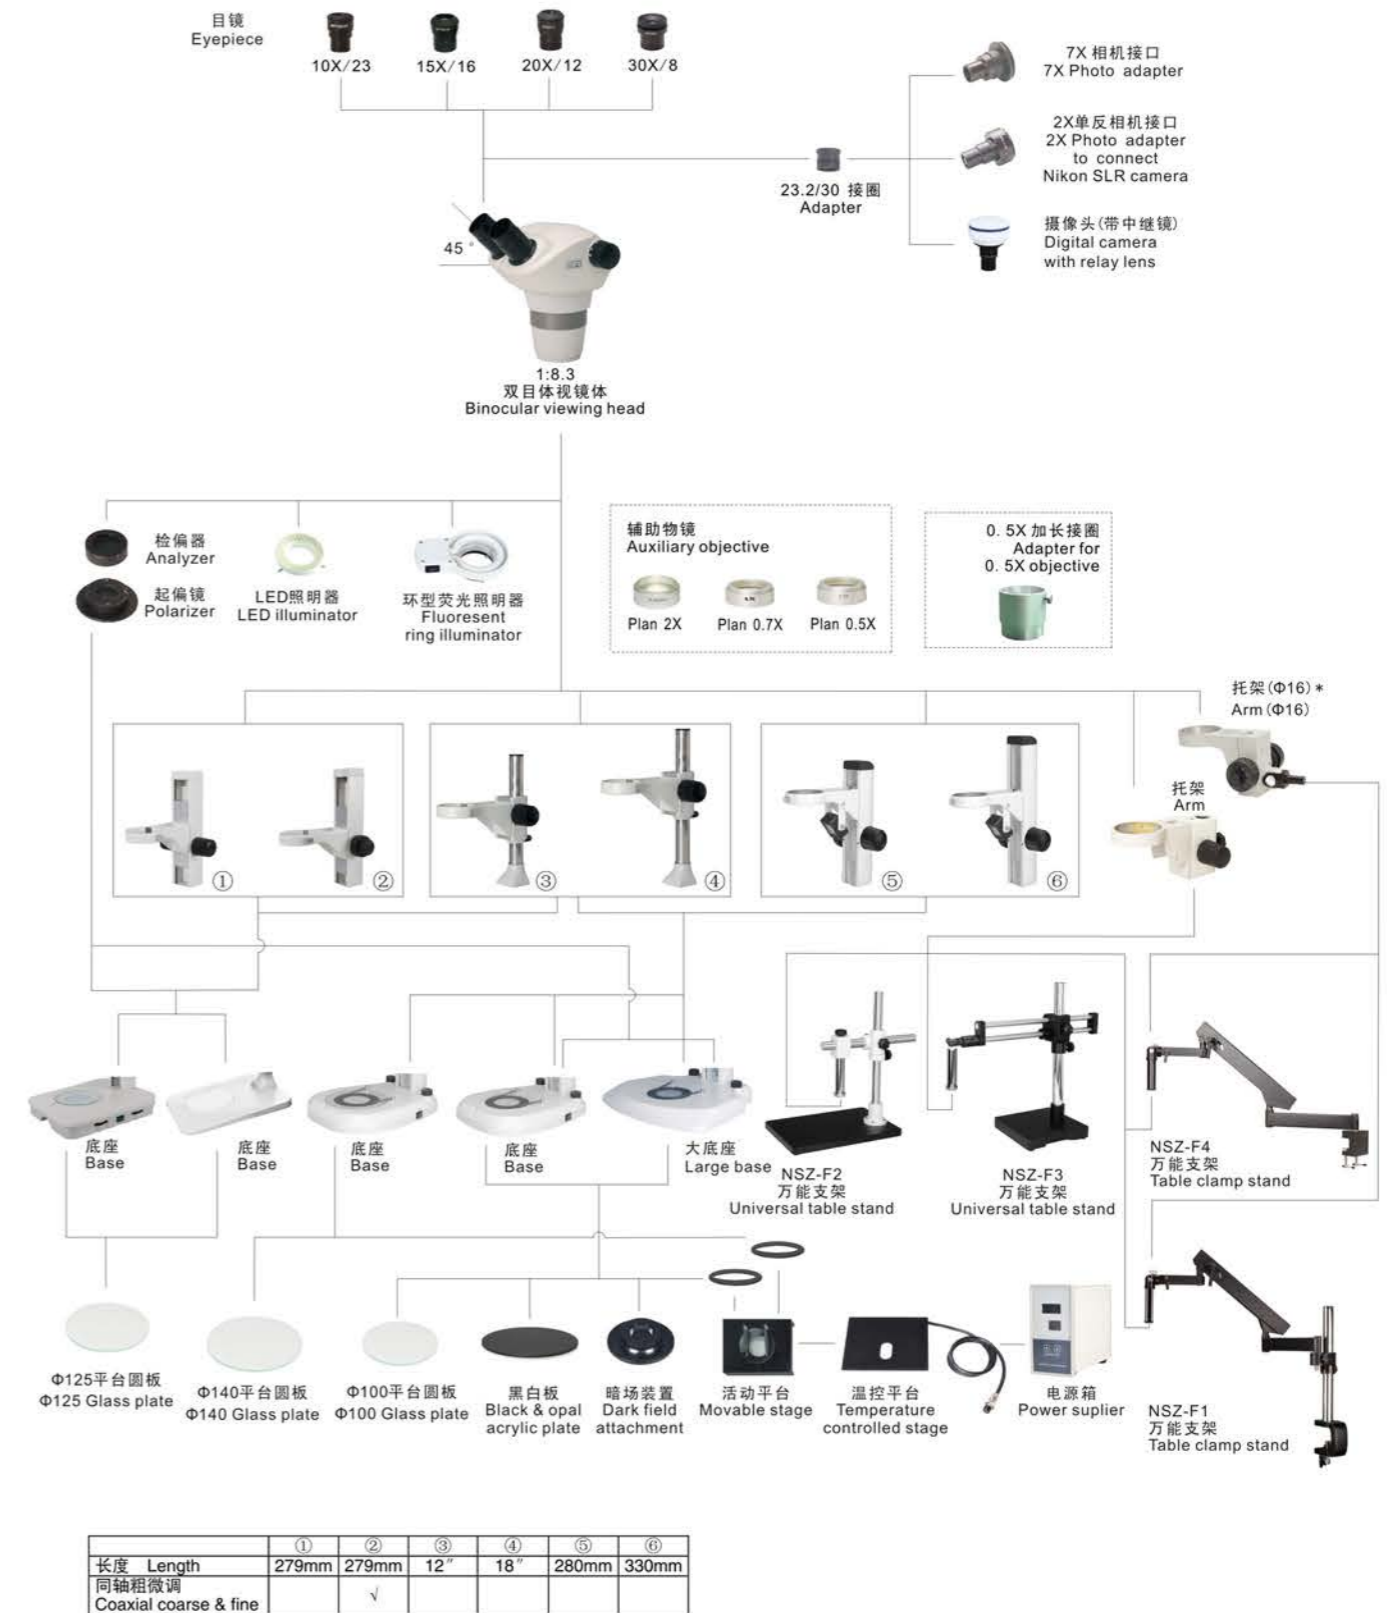 目镜
Eyepiece
10X/23
15X/16
20X/12
30X/8
7X 相机接口
7X Photo adapter
2X单反相机接口
2X Photo adapter
to connect
Nikon SLR camera
23.2/30 接圈
Adapter
摄像头(带中继镜)
Digital camera
with relay lens
45°
1:8.3
双目体视镜体
Binocular viewing head
检偏器
Analyzer
起偏镜
Polarizer
LED照明器
LED illuminator
环型荧光照明器
Fluoresent
ring illuminator
辅助物镜
Auxiliary objective
Plan 2X
Plan 0.7X
Plan 0.5X
0.5X 加长接圈
Adapter for
0.5X objective
托架(Φ16)*
Arm (Φ16)
托架
Arm
①
②
③
④
⑤
⑥
底座
Base
底座
Base
底座
Base
底座
Base
大底座
Large base
NSZ-F2
万能支架
Universal table stand
NSZ-F3
万能支架
Universal table stand
NSZ-F4
万能支架
Table clamp stand
Φ125平台圆板
Φ125 Glass plate
Φ140平台圆板
Φ140 Glass plate
Φ100平台圆板
Φ100 Glass plate
黑白板
Black & opal
acrylic plate
暗场装置
Dark field
attachment
活动平台
Movable stage
温控平台
Temperature
controlled stage
电源箱
Power suplier
NSZ-F1
万能支架
Table clamp stand
① ② ③ ④ ⑤ ⑥
长度 Length 279mm 279mm 12″ 18″ 280mm 330mm
同轴粗微调
Coaxial coarse & fine √